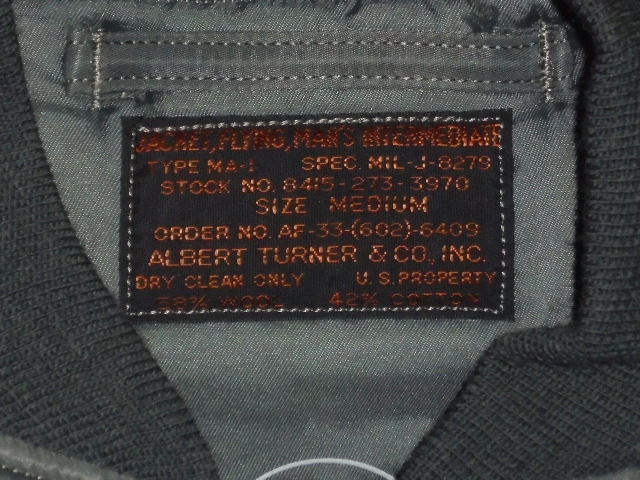 JACKET, FLYING, MAN'S INTERMEDIATE
TYPE MA-1 SPEC. MIL-J-8279
STOCK NO. 8415-273-3970
SIZE MEDIUM
ORDER NO. AF-33-(602)-6409
ALBERT TURNER & CO., INC.
DRY CLEAN ONLY U.S. PROPERTY
58% WOOL 42% COTTON